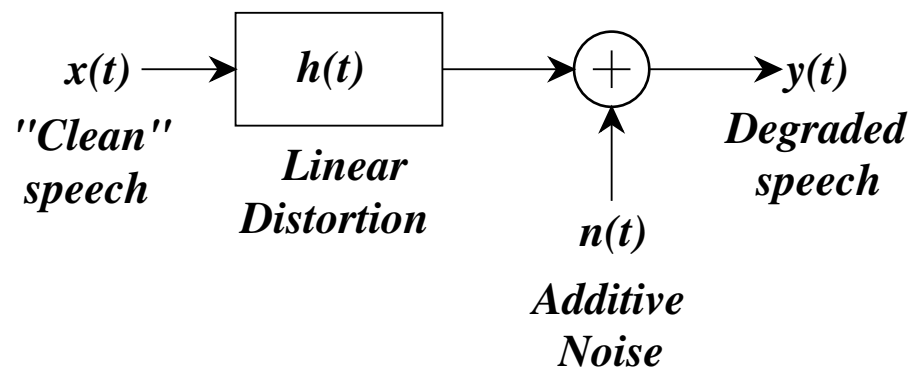 x(t)
"Clean"
speech
h(t)
Linear
Distortion
+
n(t)
Additive
Noise
y(t)
Degraded
speech